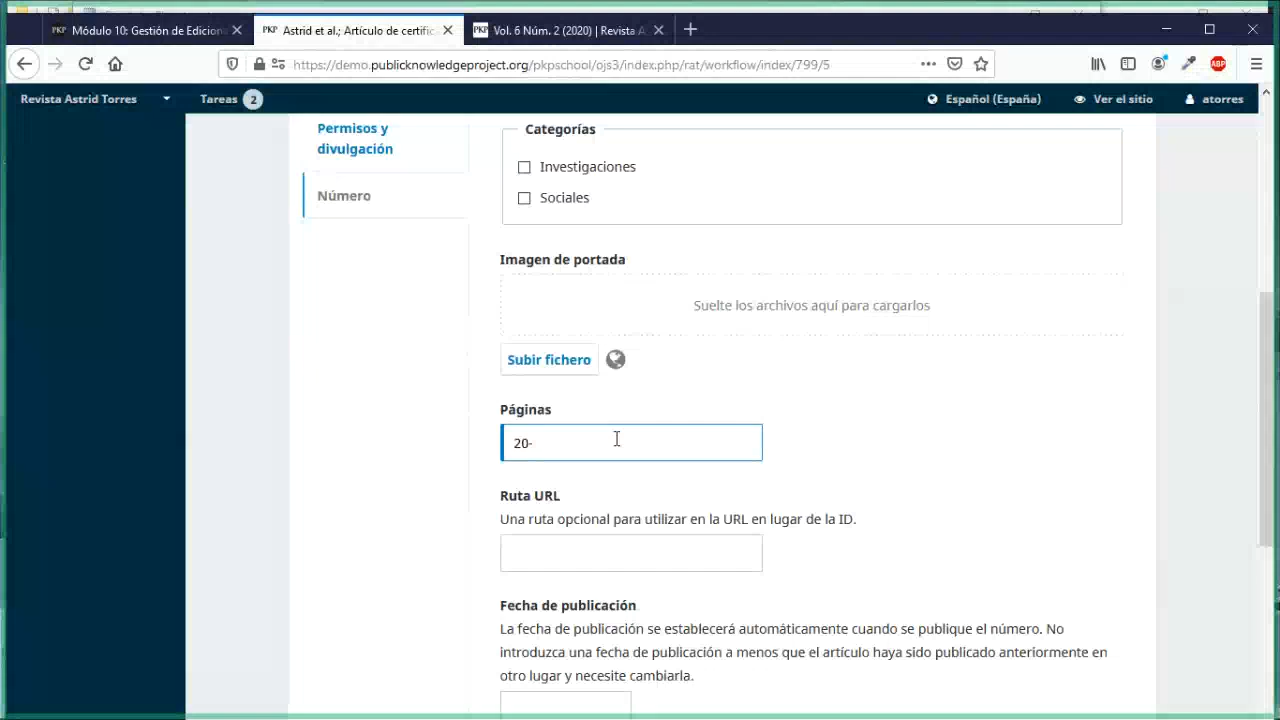 PKP Módulo 10: Gestión de Edicion
PKP Astrid et al.; Artículo de certific
PKP Vol. 6 Núm. 2 (2020) | Revista A
https://demo.publicknowledgeproject.org/pkpschool/ojs3/index.php/rat/workflow/index/799/5
ABP
Revista Astrid Torres
Tareas 2
Español (España)
Ver el sitio
atorres
Permisos y
divulgación
Número
Categorías
Investigaciones
Sociales
Imagen de portada
Suelte los archivos aquí para cargarlos
Subir fichero
Páginas
20-
Ruta URL
Una ruta opcional para utilizar en la URL en lugar de la ID.
Fecha de publicación
La fecha de publicación se establecerá automáticamente cuando se publique el número. No
introduzca una fecha de publicación a menos que el artículo haya sido publicado anteriormente en
otro lugar y necesite cambiarla.